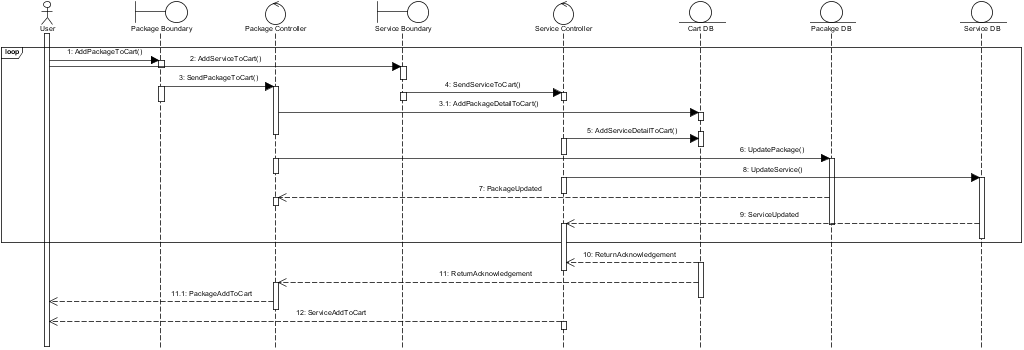 User
Package Boundary
Package Controller
Service Boundary
Service Controller
Cart DB
Pacakge DB
Service DB
loop
1: AddPackageToCart()
2: AddServiceToCart()
3: SendPackageToCart()
4: SendServiceToCart()
3.1: AddPackageDetailToCart()
5: AddServiceDetailToCart()
6: UpdatePackage()
8: UpdateService()
7: PackageUpdated
9: ServiceUpdated
10: ReturnAcknowledgement
11: ReturnAcknowledgement
11.1: PackageAddToCart
12: ServiceAddToCart